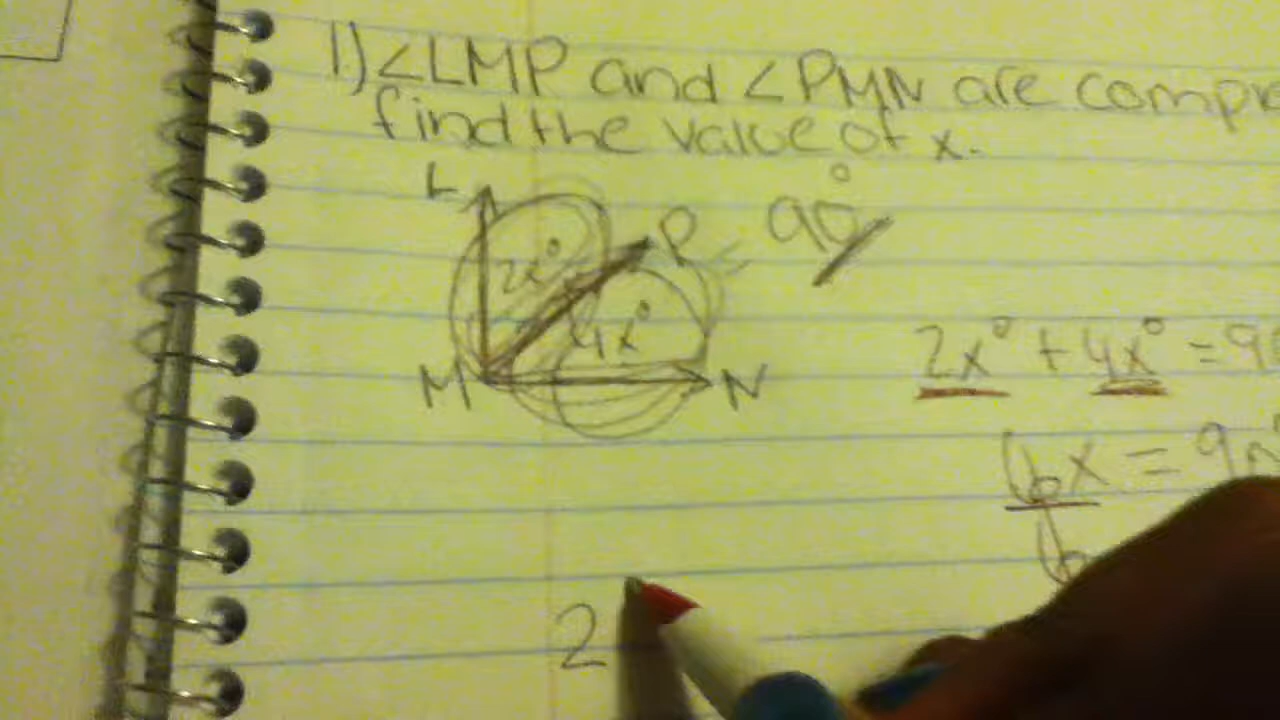 1.) ∠LMP and ∠PMN are comp
find the value of x.
L
P = 90°
2x°
4x°
M
N
2x° + 4x° = 9
6x = 9
6
2